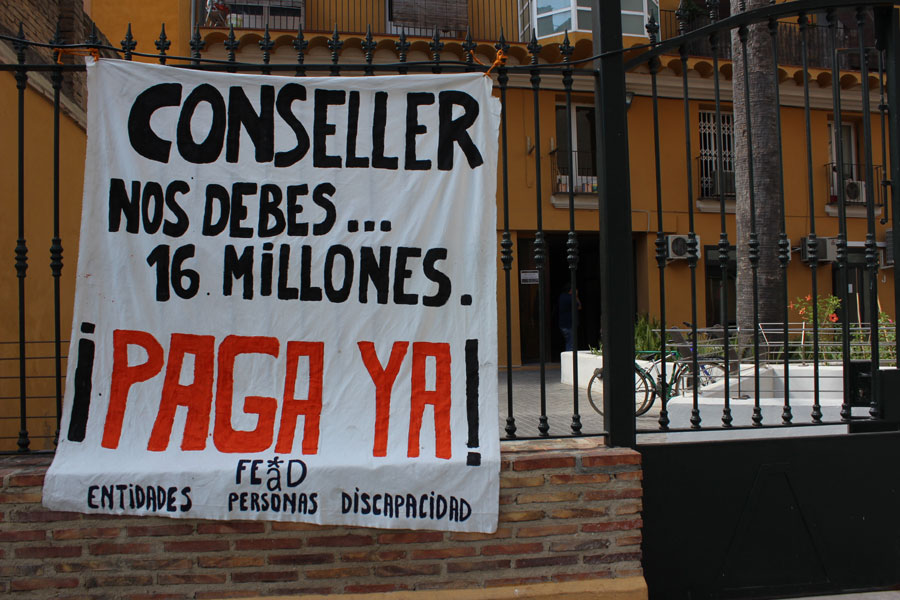 CONSELLER
NOS DEBES...
16 MILLONES.
¡PAGA YA!
FEaD
ENTiDADES PERSONAS DISCAPACIDAD